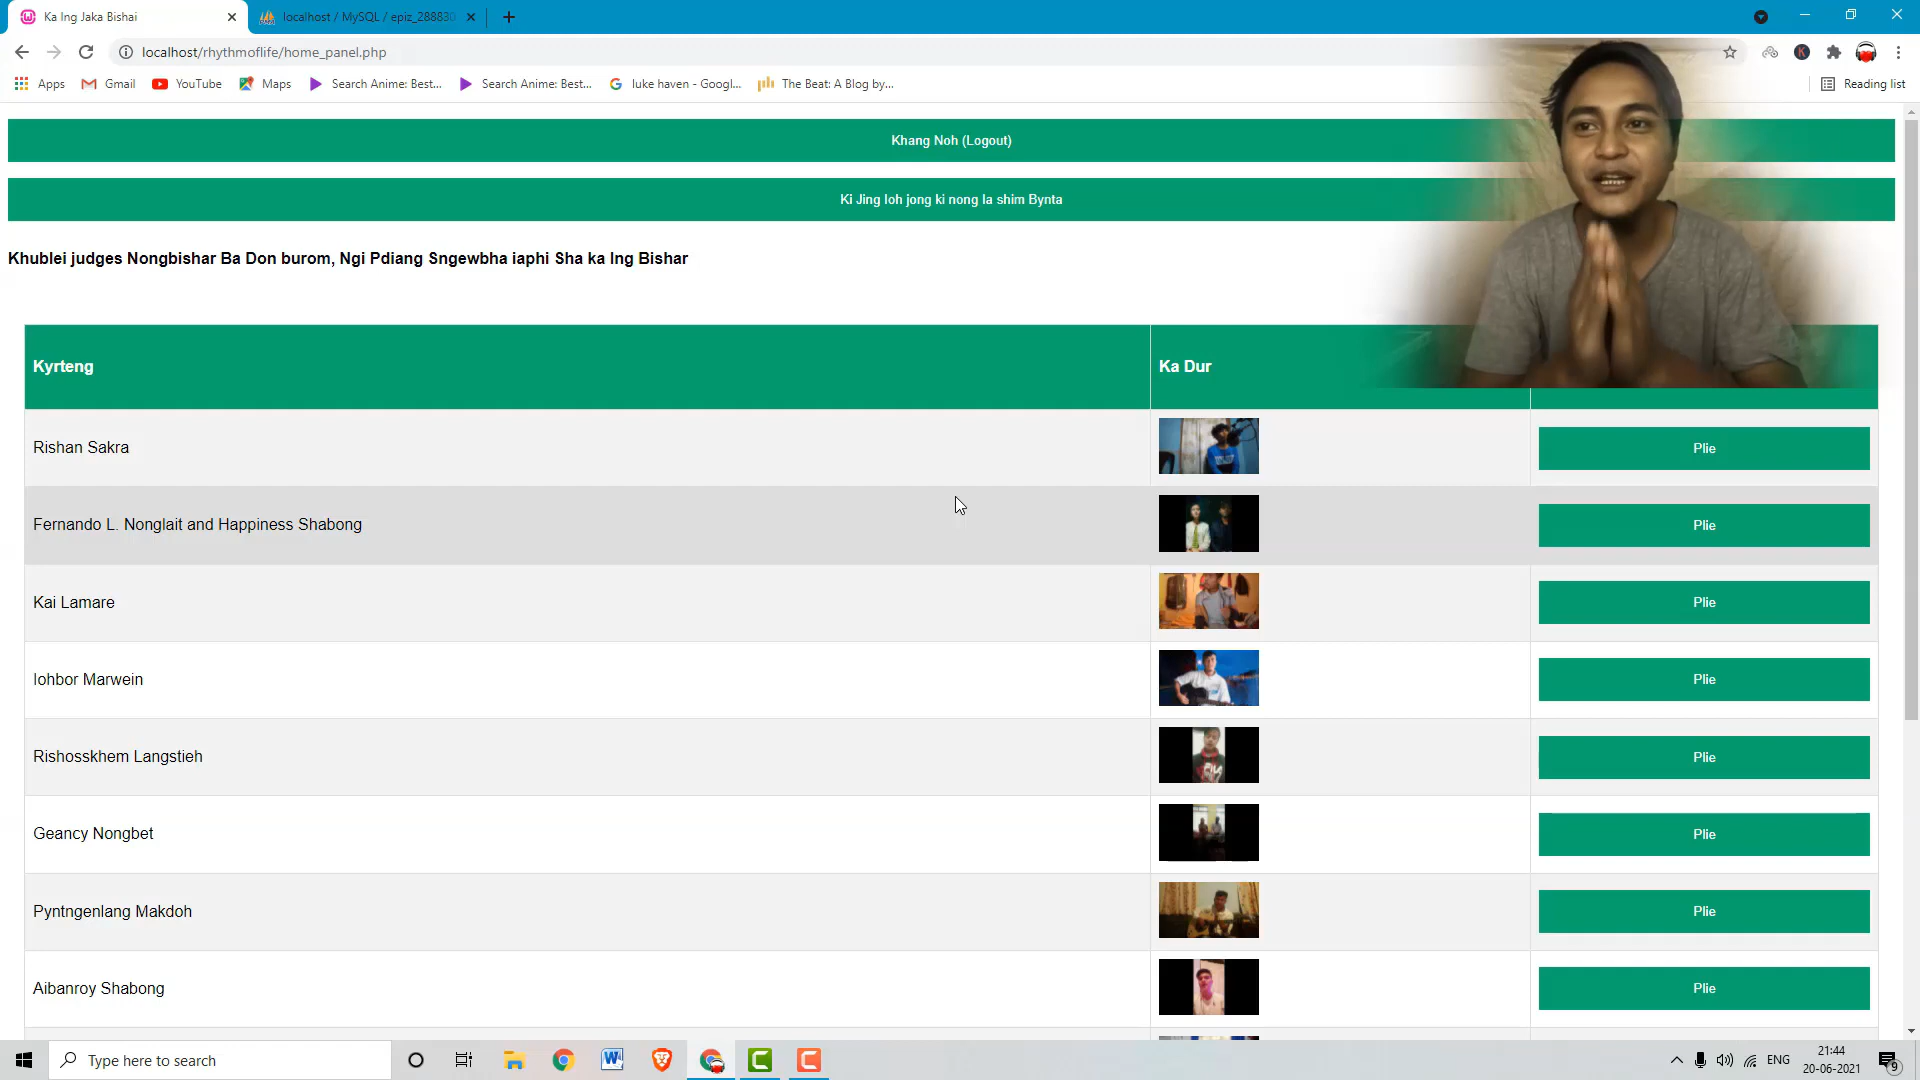 Ka Ing Jaka Bishai
localhost / MySQL / epiz_288830
localhost/rhythmoflife/home_panel.php
Apps
Gmail
YouTube
Maps
Search Anime: Best...
Search Anime: Best...
luke haven - Googl...
The Beat: A Blog by...
Reading list
Khang Noh (Logout)
Ki Jing Ioh jong ki nong Ia shim Bynta
Khublei judges Nongbishar Ba Don burom, Ngi Pdiang Sngewbha iaphi Sha ka Ing Bishar
Kyrteng
Ka Dur
Rishan Sakra
Plie
Fernando L. Nonglait and Happiness Shabong
Plie
Kai Lamare
Plie
Iohbor Marwein
Plie
Rishosskhem Langstieh
Plie
Geancy Nongbet
Plie
Pyntngenlang Makdoh
Plie
Aibanroy Shabong
Plie
Type here to search
ENG
21:44
20-06-2021
9